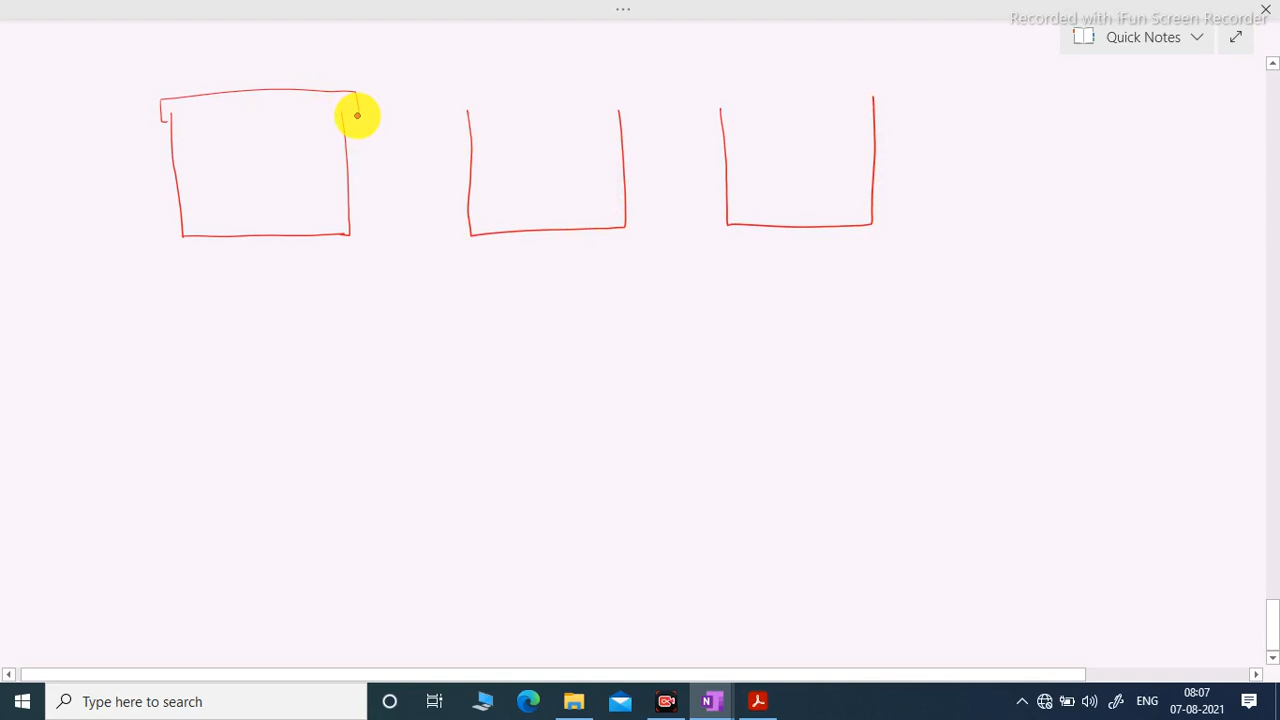 Recorded with iFun Screen Recorder
Quick Notes
Type here to search
N
ENG
08:07
07-08-2021